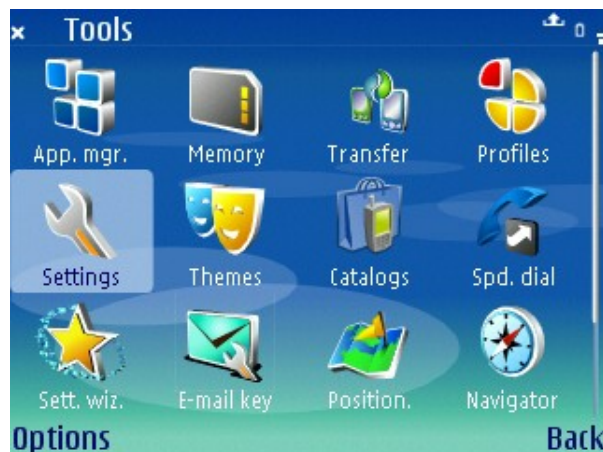 Tools
App. mgr.
Memory
Transfer
Profiles
Settings
Themes
Catalogs
Spd. dial
Sett. wiz.
E-mail key
Position.
Navigator
Options
Back